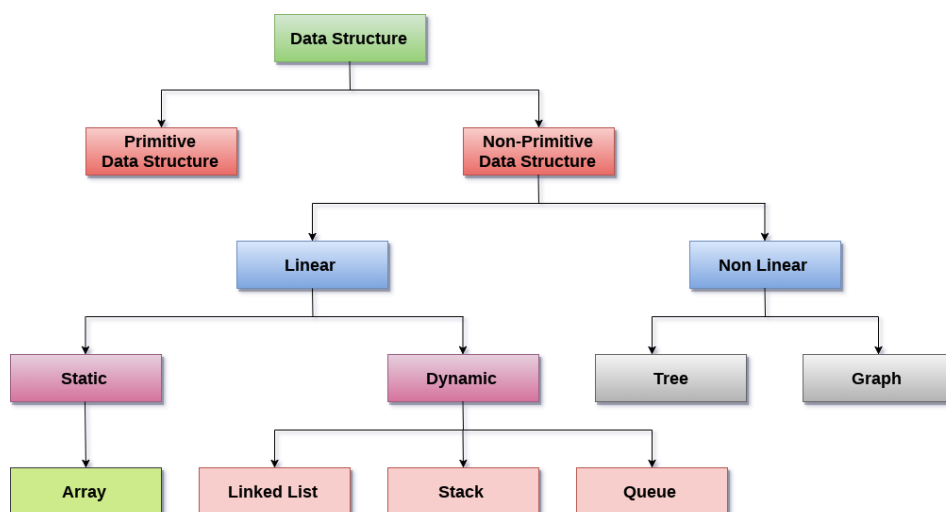 Data Structure
Primitive
Data Structure
Non-Primitive
Data Structure
Linear
Non Linear
Static
Dynamic
Tree
Graph
Array
Linked List
Stack
Queue